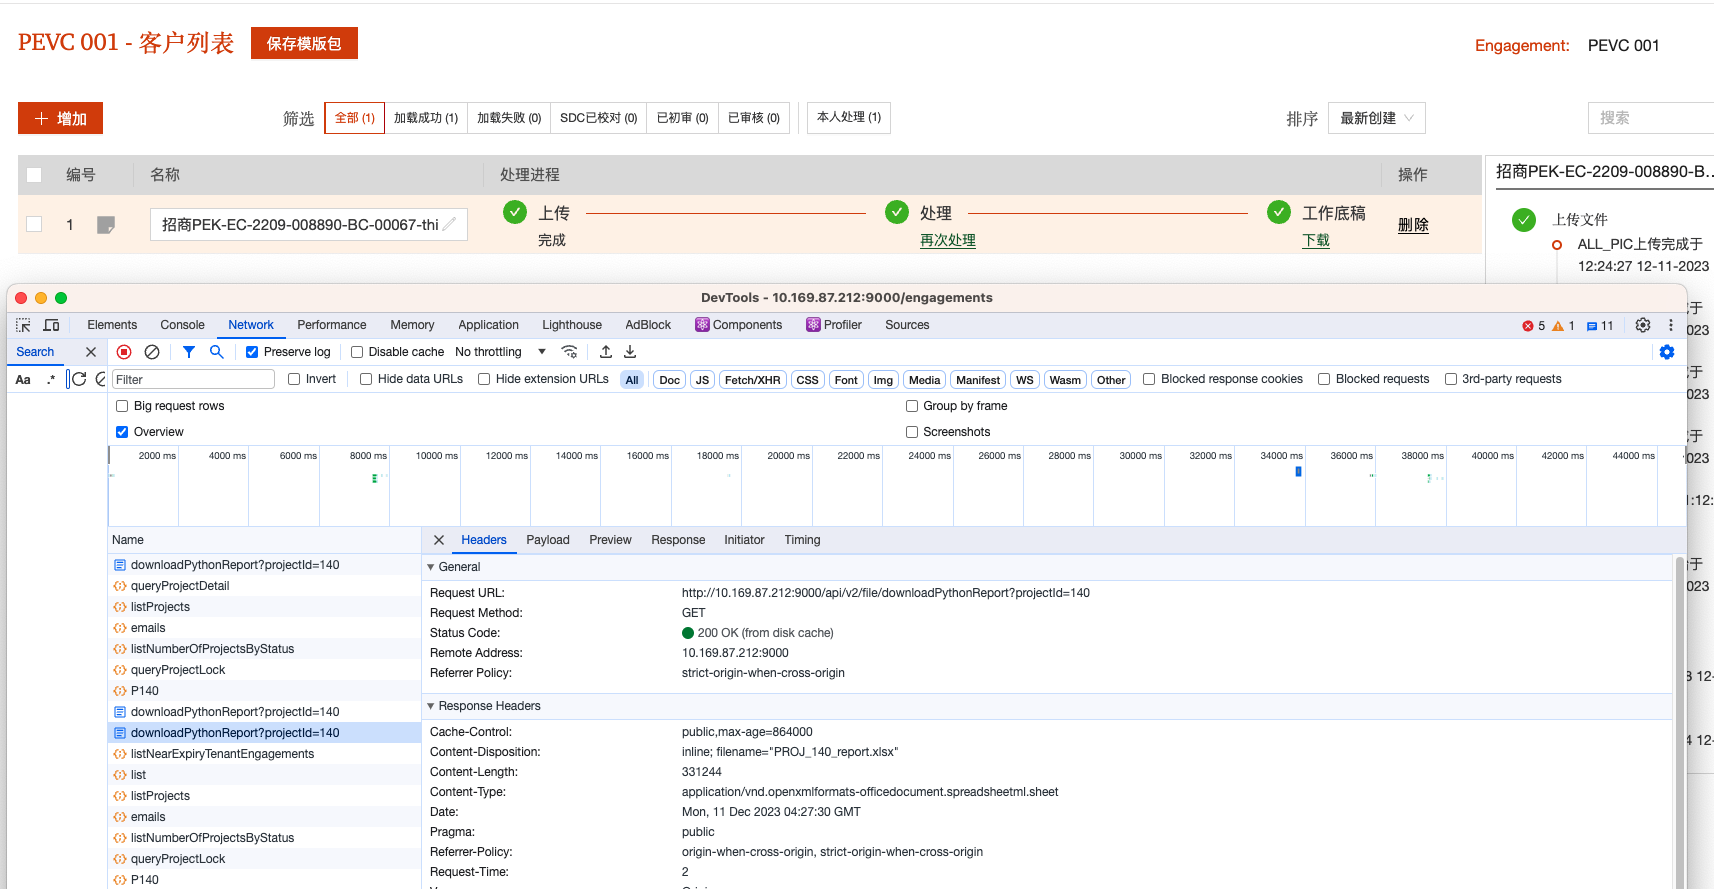 PEVC 001 - 客户列表 保存模版包
Engagement: PEVC 001
增加 筛选 全部 (1) 加载成功 (1) 加载失败 (0) SDC已校对 (0) 已初审 (0) 已审核 (0) 本人处理 (1) 排序 最新创建 搜索
编号 名称 处理进程 操作
招商PEK-EC-2209-008890-B...
1 招商PEK-EC-2209-008890-BC-00067-thi 上传 处理 工作底稿 删除
完成 再次处理 下载
上传文件
ALL_PIC上传完成于
12:24:27 12-11-2023
DevTools - 10.169.87.212:9000/engagements
Elements Console Network Performance Memory Application Lighthouse AdBlock Components Profiler Sources 5 1 11
Search Preserve log Disable cache No throttling
Aa .* Filter Invert Hide data URLs Hide extension URLs All Doc JS Fetch/XHR CSS Font Img Media Manifest WS Wasm Other Blocked response cookies Blocked requests 3rd-party requests
Big request rows Group by frame
Overview Screenshots
2000 ms 4000 ms 6000 ms 8000 ms 10000 ms 12000 ms 14000 ms 16000 ms 18000 ms 20000 ms 22000 ms 24000 ms 26000 ms 28000 ms 30000 ms 32000 ms 34000 ms 36000 ms 38000 ms 40000 ms 42000 ms 44000 ms
Name
downloadPythonReport?projectId=140
queryProjectDetail
listProjects
emails
listNumberOfProjectsByStatus
queryProjectLock
P140
downloadPythonReport?projectId=140
downloadPythonReport?projectId=140
listNearExpiryTenantEngagements
list
listProjects
emails
listNumberOfProjectsByStatus
queryProjectLock
P140
Headers Payload Preview Response Initiator Timing
General
Request URL: http://10.169.87.212:9000/api/v2/file/downloadPythonReport?projectId=140
Request Method: GET
Status Code: 200 OK (from disk cache)
Remote Address: 10.169.87.212:9000
Referrer Policy: strict-origin-when-cross-origin
Response Headers
Cache-Control: public,max-age=864000
Content-Disposition: inline; filename="PROJ_140_report.xlsx"
Content-Length: 331244
Content-Type: application/vnd.openxmlformats-officedocument.spreadsheetml.sheet
Date: Mon, 11 Dec 2023 04:27:30 GMT
Pragma: public
Referrer-Policy: origin-when-cross-origin, strict-origin-when-cross-origin
Request-Time: 2